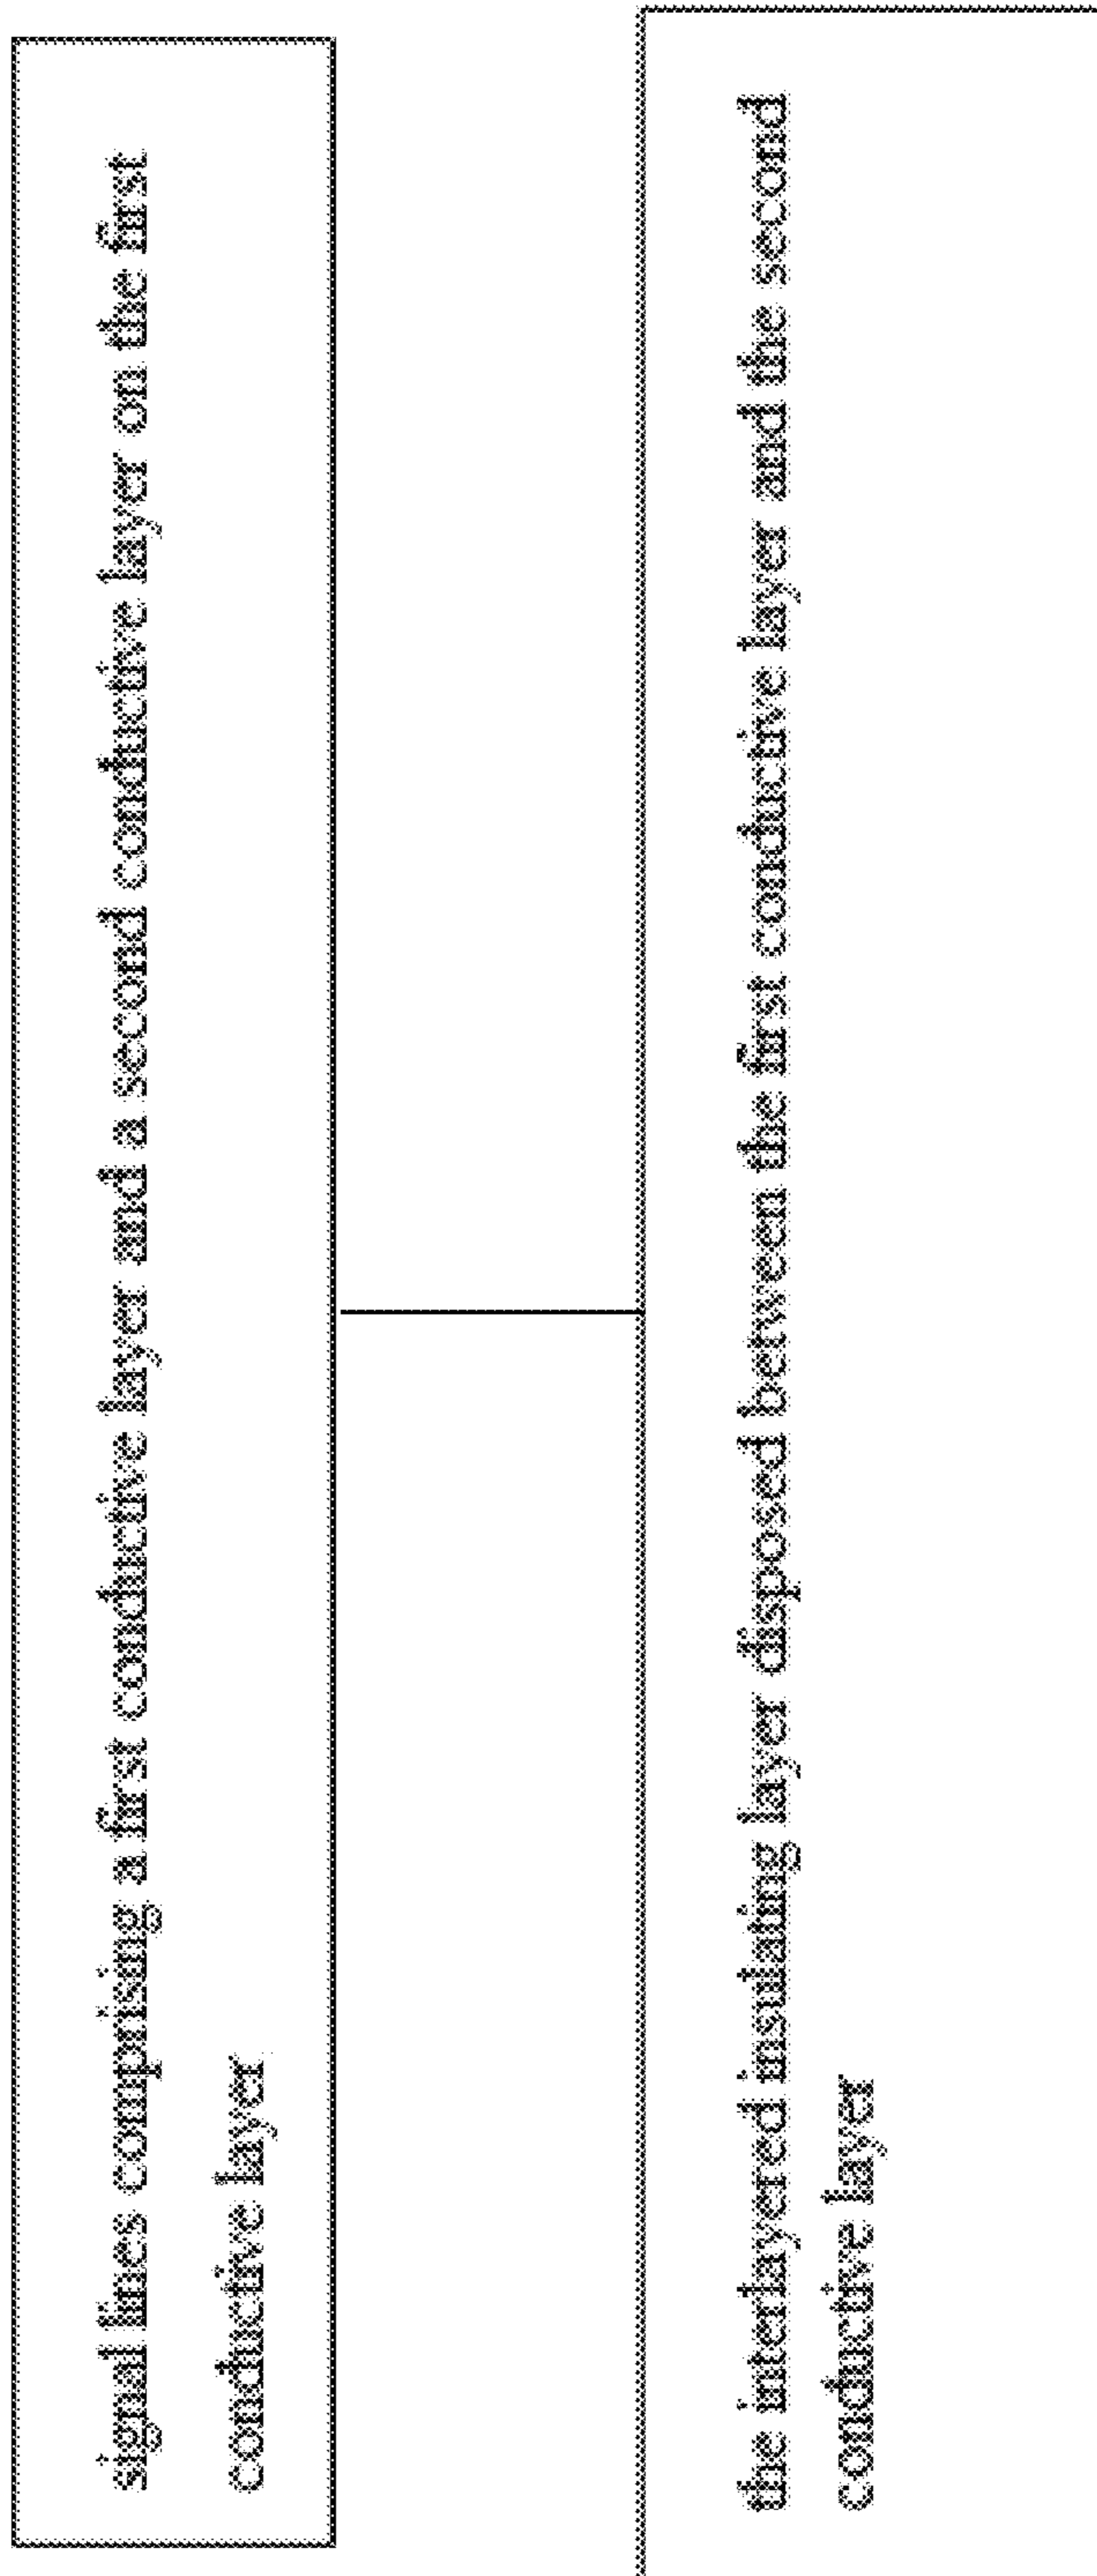 signal lines comprising a first conductive layer and a second conductive layer on the first
conductive layer
the interlayered insulating layer disposed between the first conductive layer and the second
conductive layer